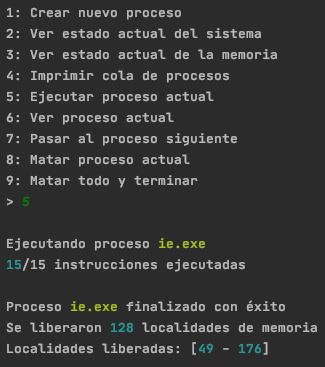 1: Crear nuevo proceso
2: Ver estado actual del sistema
3: Ver estado actual de la memoria
4: Imprimir cola de procesos
5: Ejecutar proceso actual
6: Ver proceso actual
7: Pasar al proceso siguiente
8: Matar proceso actual
9: Matar todo y terminar
> 5
Ejecutando proceso ie.exe
15/15 instrucciones ejecutadas
Proceso ie.exe finalizado con éxito
Se liberaron 128 localidades de memoria
Localidades liberadas: [49 - 176]